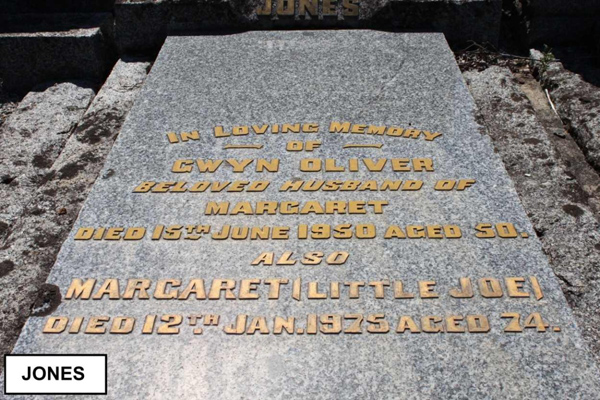 JONES
In Loving Memory
— OF —
GWYN OLIVER
BELOVED HUSBAND OF
MARGARET
DIED 15TH JUNE 1950 AGED 50.
ALSO
MARGARET (LITTLE JOE)
DIED 12TH JAN. 1975 AGED 74.
JONES